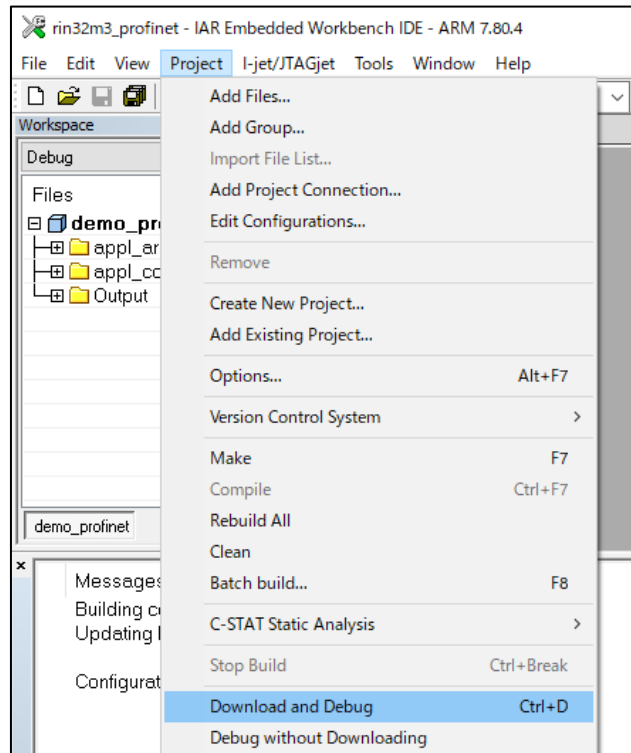 rin32m3_profinet - IAR Embedded Workbench IDE - ARM 7.80.4
File Edit View Project I-jet/JTAGjet Tools Window Help
Workspace
Debug
Files
demo_pro
appl_ar
appl_co
Output
demo_profinet
Add Files...
Add Group...
Import File List...
Add Project Connection...
Edit Configurations...
Remove
Create New Project...
Add Existing Project...
Options... Alt+F7
Version Control System
Make F7
Compile Ctrl+F7
Rebuild All
Clean
Batch build... F8
C-STAT Static Analysis
Stop Build Ctrl+Break
Download and Debug Ctrl+D
Debug without Downloading
Messages
Building co
Updating
Configurat